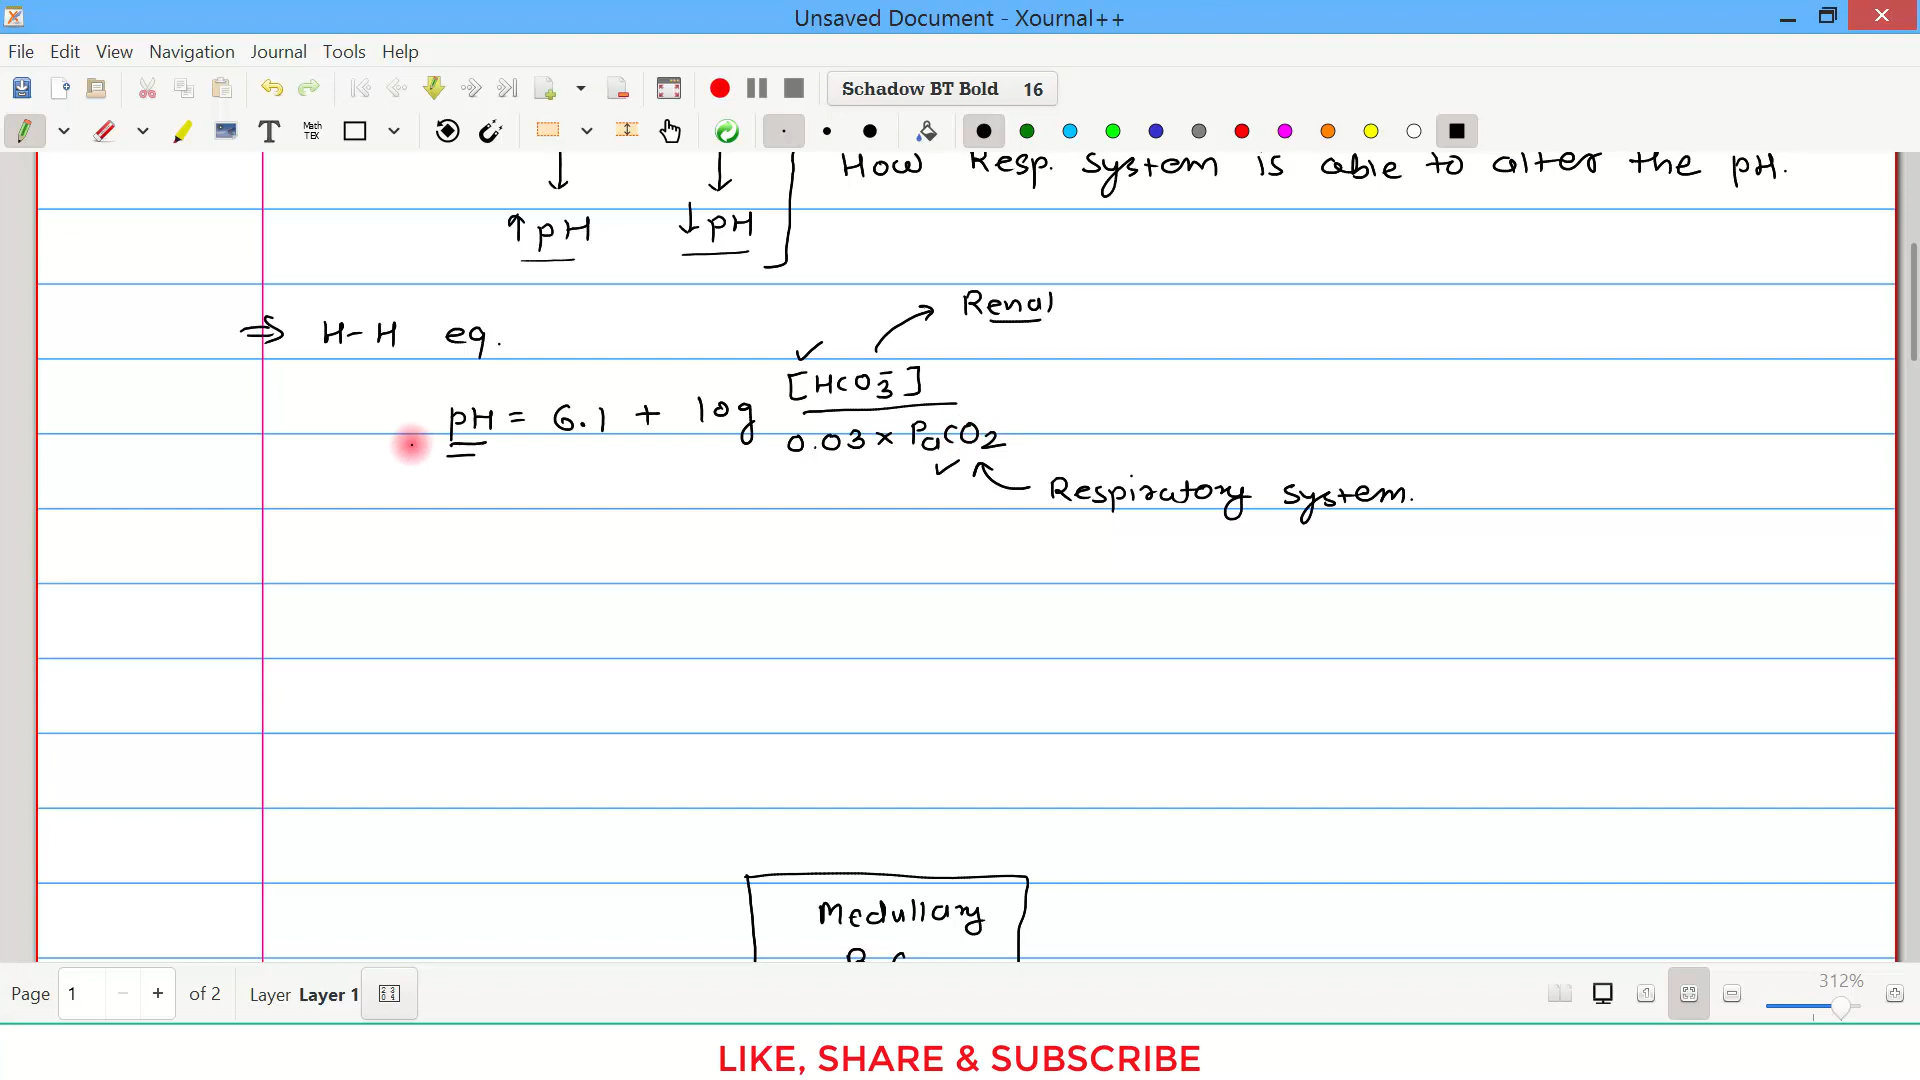 Unsaved Document - Xournal++
File Edit View Navigation Journal Tools Help
Schadow BT Bold 16
Math TEX
How Resp. system is able to alter the pH.
↑ pH ↓ pH
Renal
⇒ H-H eq.
[HCO3-]
pH = 6.1 + log
0.03 × PaCO2
Respiratory system.
Medullary
Page 1 of 2 Layer Layer 1 312%
LIKE, SHARE & SUBSCRIBE